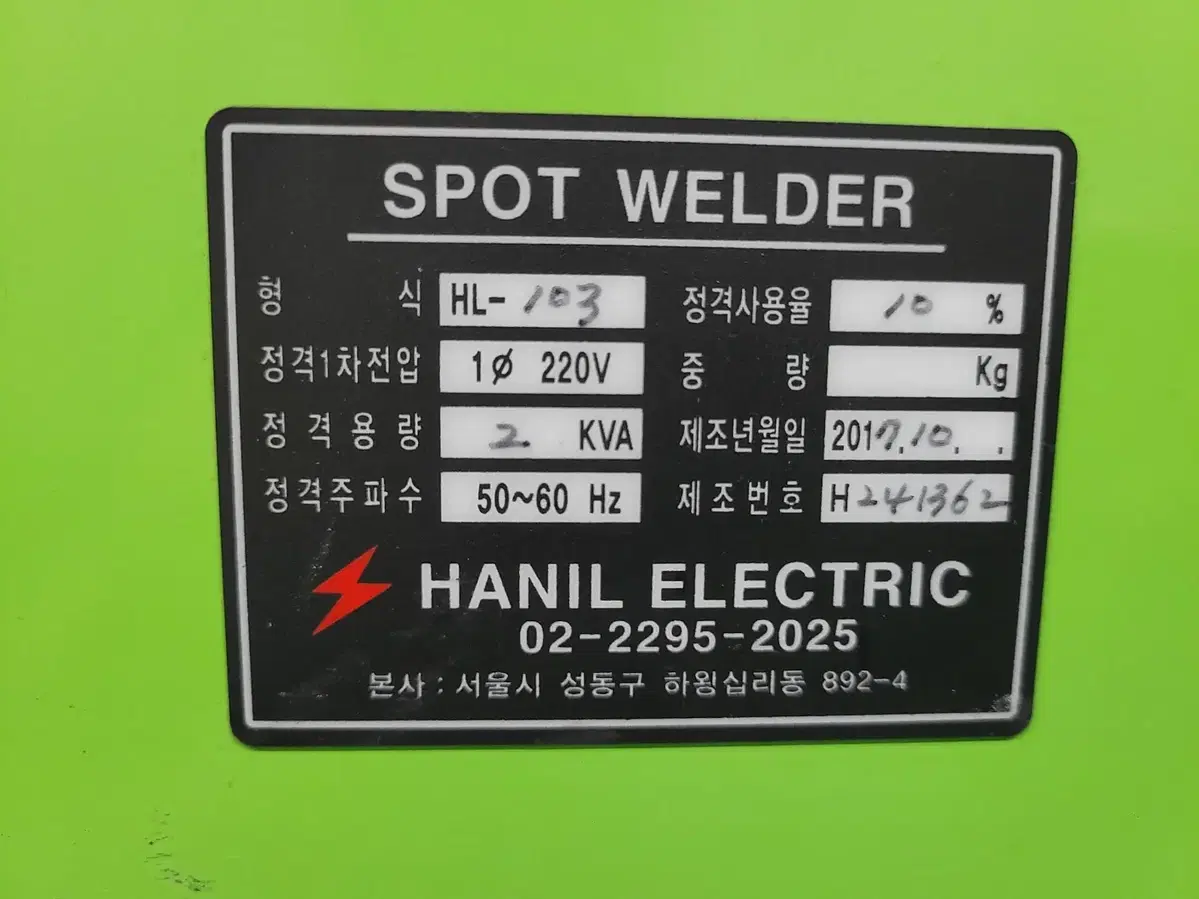 SPOT WELDER
형 식 HL-103 정격사용율 10 %
정격1차전압 1Ø 220V 중 량 Kg
정 격 용 량 2 KVA 제조년월일 2017.10. .
정격주파수 50~60 Hz 제 조 번 호 H241362
HANIL ELECTRIC
02-2295-2025
본사 : 서울시 성동구 하왕십리동 892-4